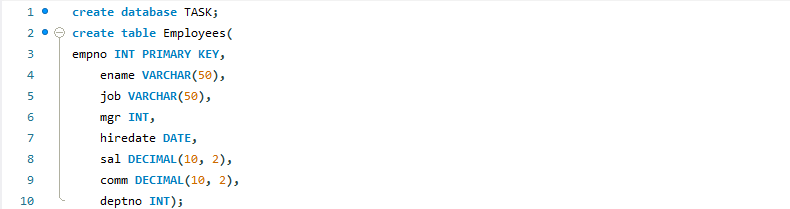 1 create database TASK;
2 create table Employees(
3 empno INT PRIMARY KEY,
4 ename VARCHAR(50),
5 job VARCHAR(50),
6 mgr INT,
7 hiredate DATE,
8 sal DECIMAL(10, 2),
9 comm DECIMAL(10, 2),
10 deptno INT);